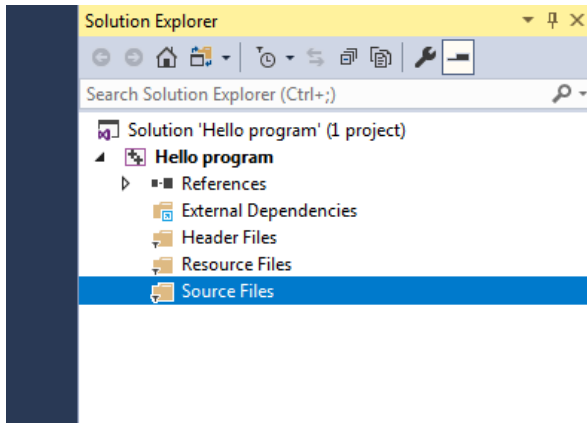 Solution Explorer
Search Solution Explorer (Ctrl+;)
Solution 'Hello program' (1 project)
Hello program
References
External Dependencies
Header Files
Resource Files
Source Files